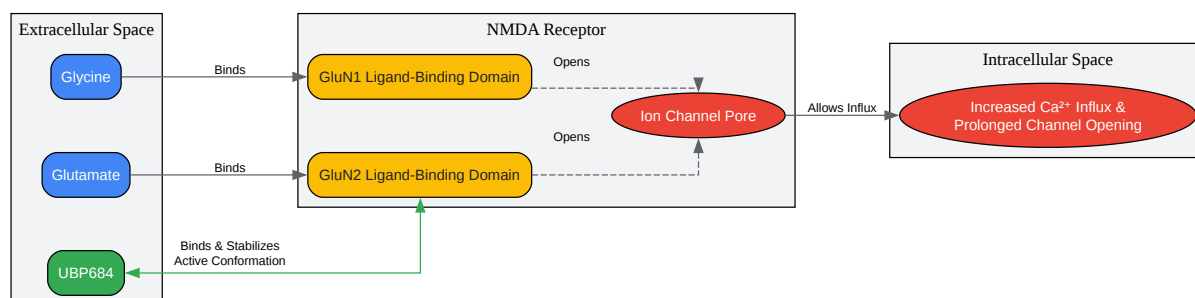 Extracellular Space
Glycine
Glutamate
UBP684
Binds
Binds
Binds & Stabilizes
Active Conformation
NMDA Receptor
GluN1 Ligand-Binding Domain
GluN2 Ligand-Binding Domain
Opens
Opens
Ion Channel Pore
Allows Influx
Intracellular Space
Increased Ca²⁺ Influx &
Prolonged Channel Opening